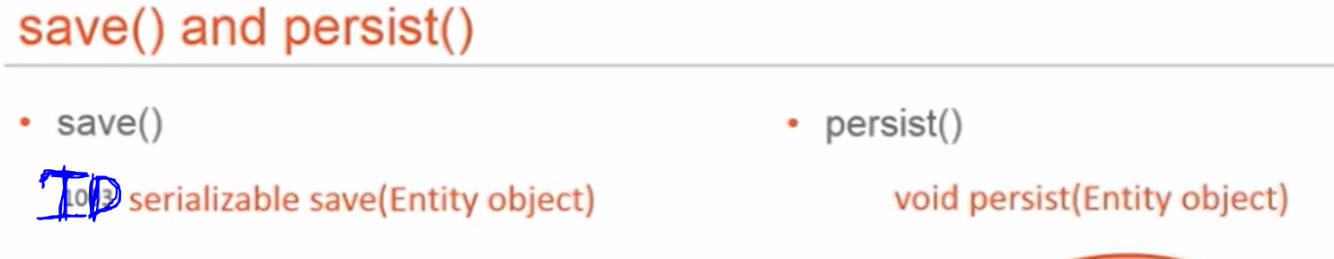 save() and persist()
• save()
• persist()
ID serializable save(Entity object)
void persist(Entity object)